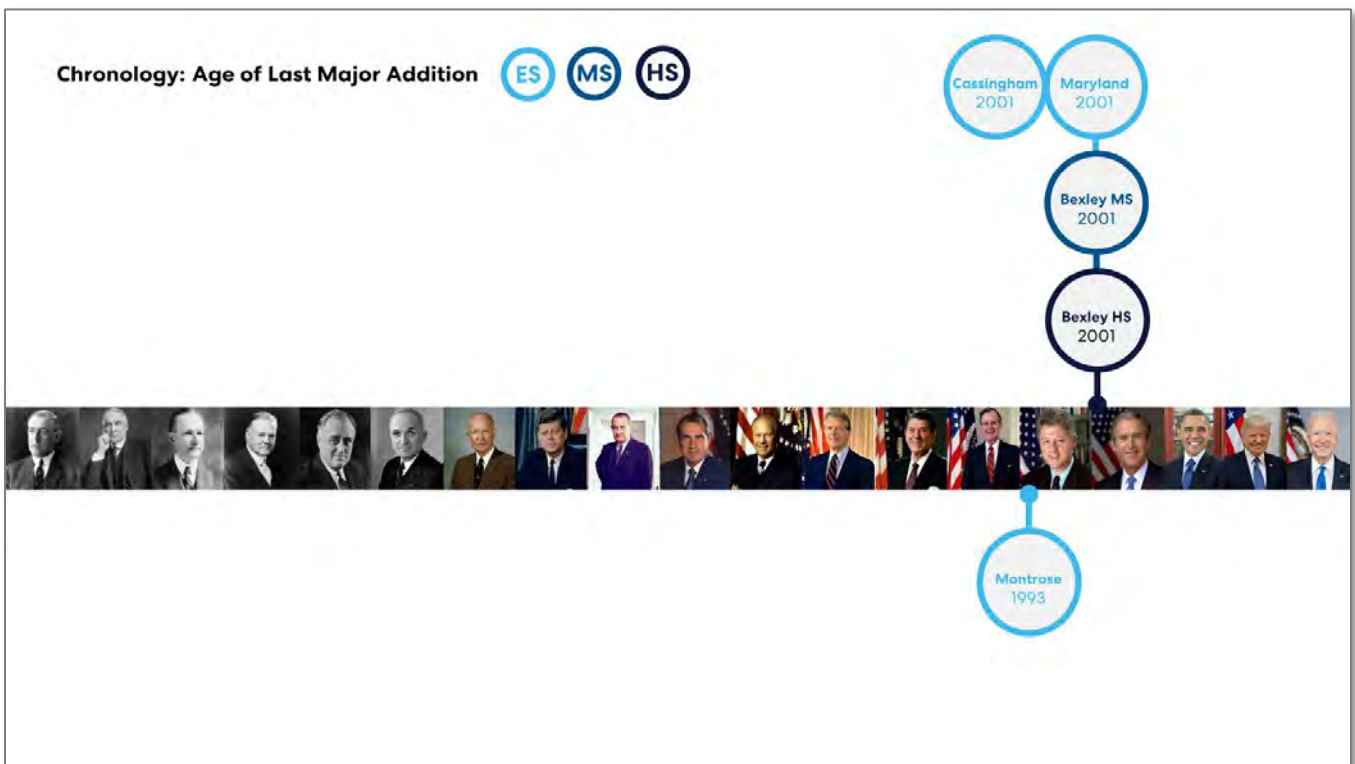 Chronology: Age of Last Major Addition
ES
MS
HS
Cassingham
2001
Maryland
2001
Bexley MS
2001
Bexley HS
2001
Montrose
1993